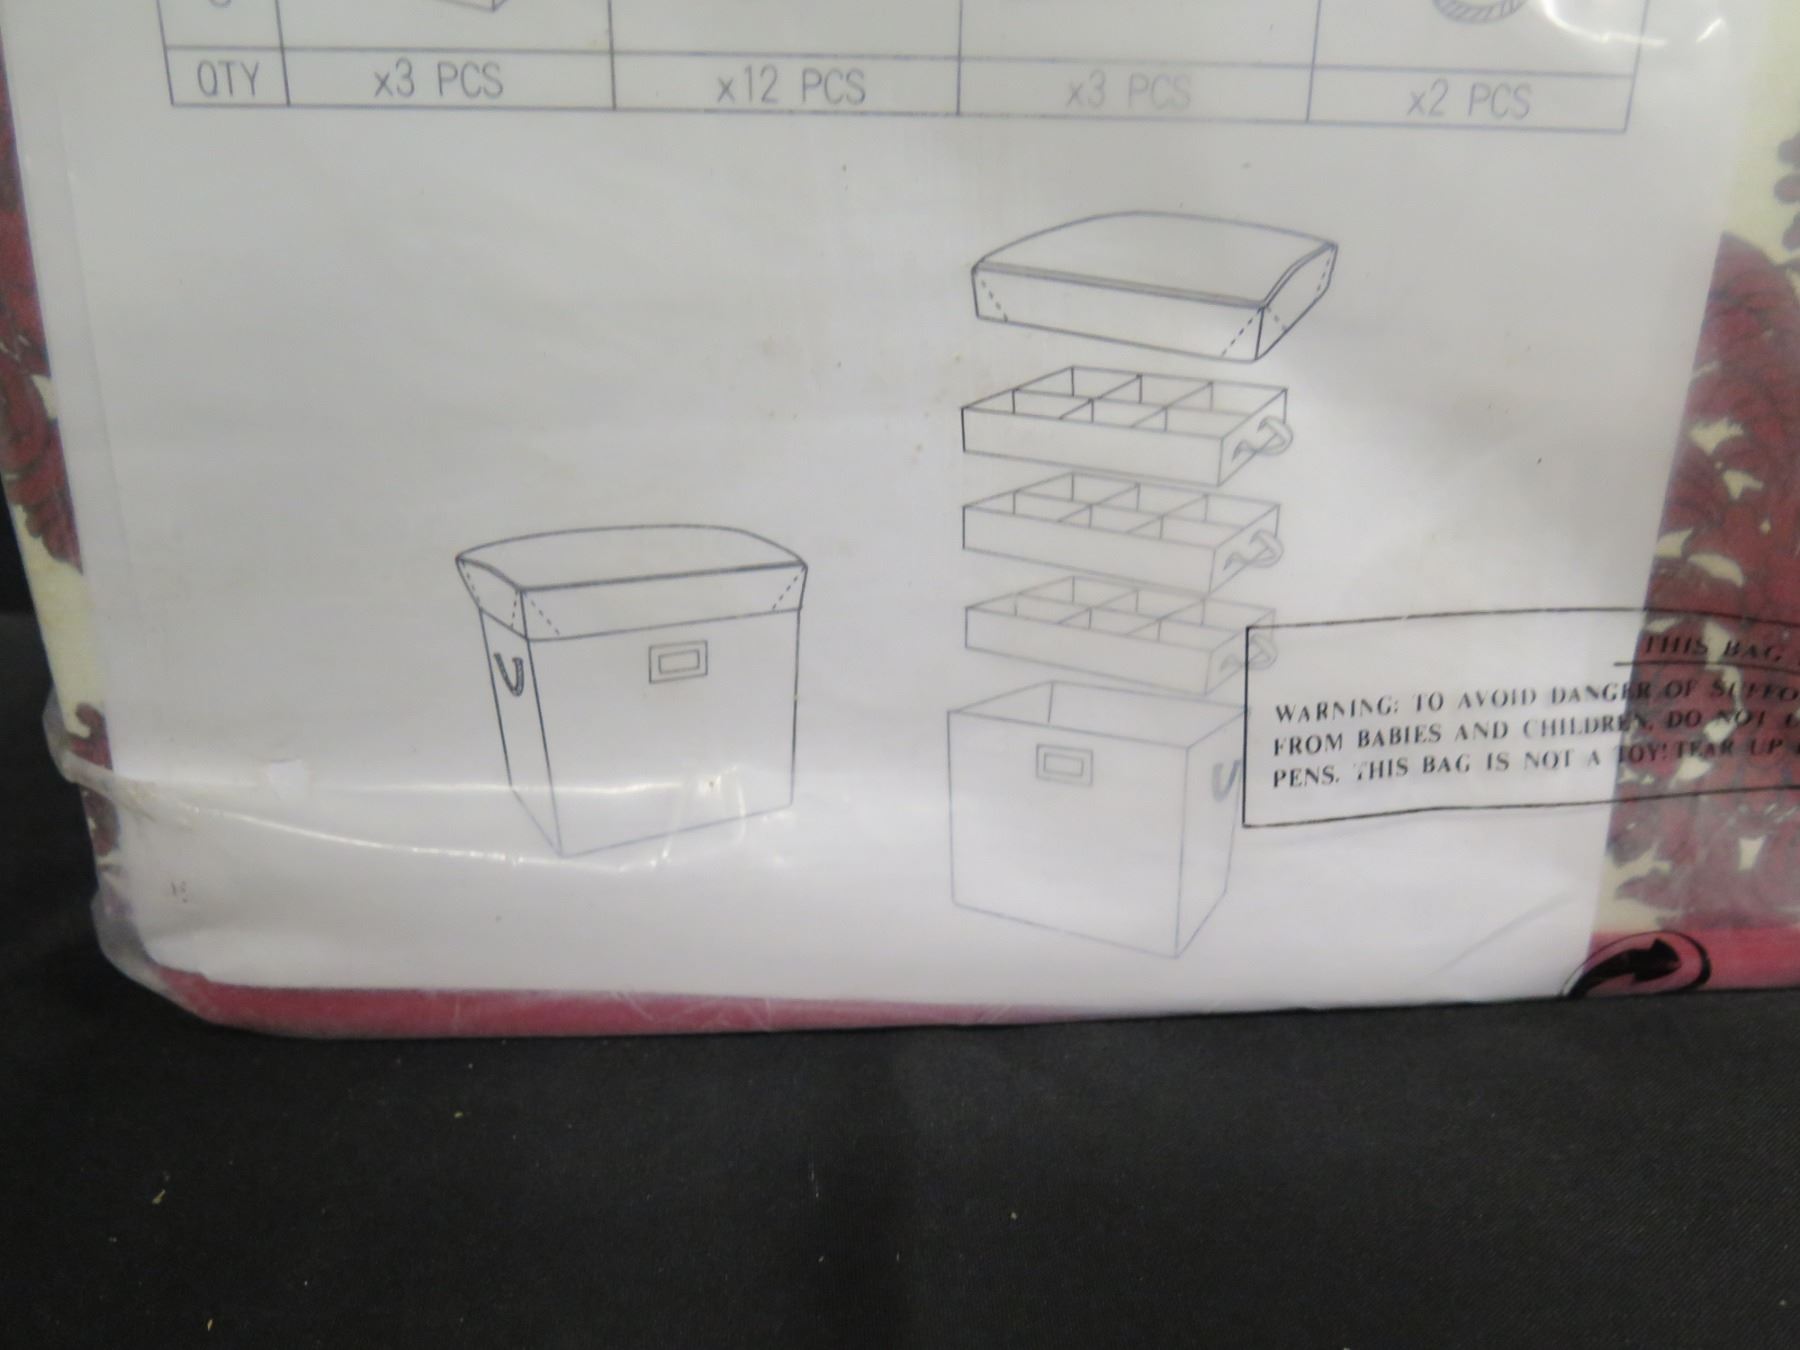 QTY x3 PCS x12 PCS x3 PCS x2 PCS
THIS BAG
WARNING: TO AVOID DANGER OF SUFFO
FROM BABIES AND CHILDREN. DO NOT
PENS. THIS BAG IS NOT A TOY! TEAR UP